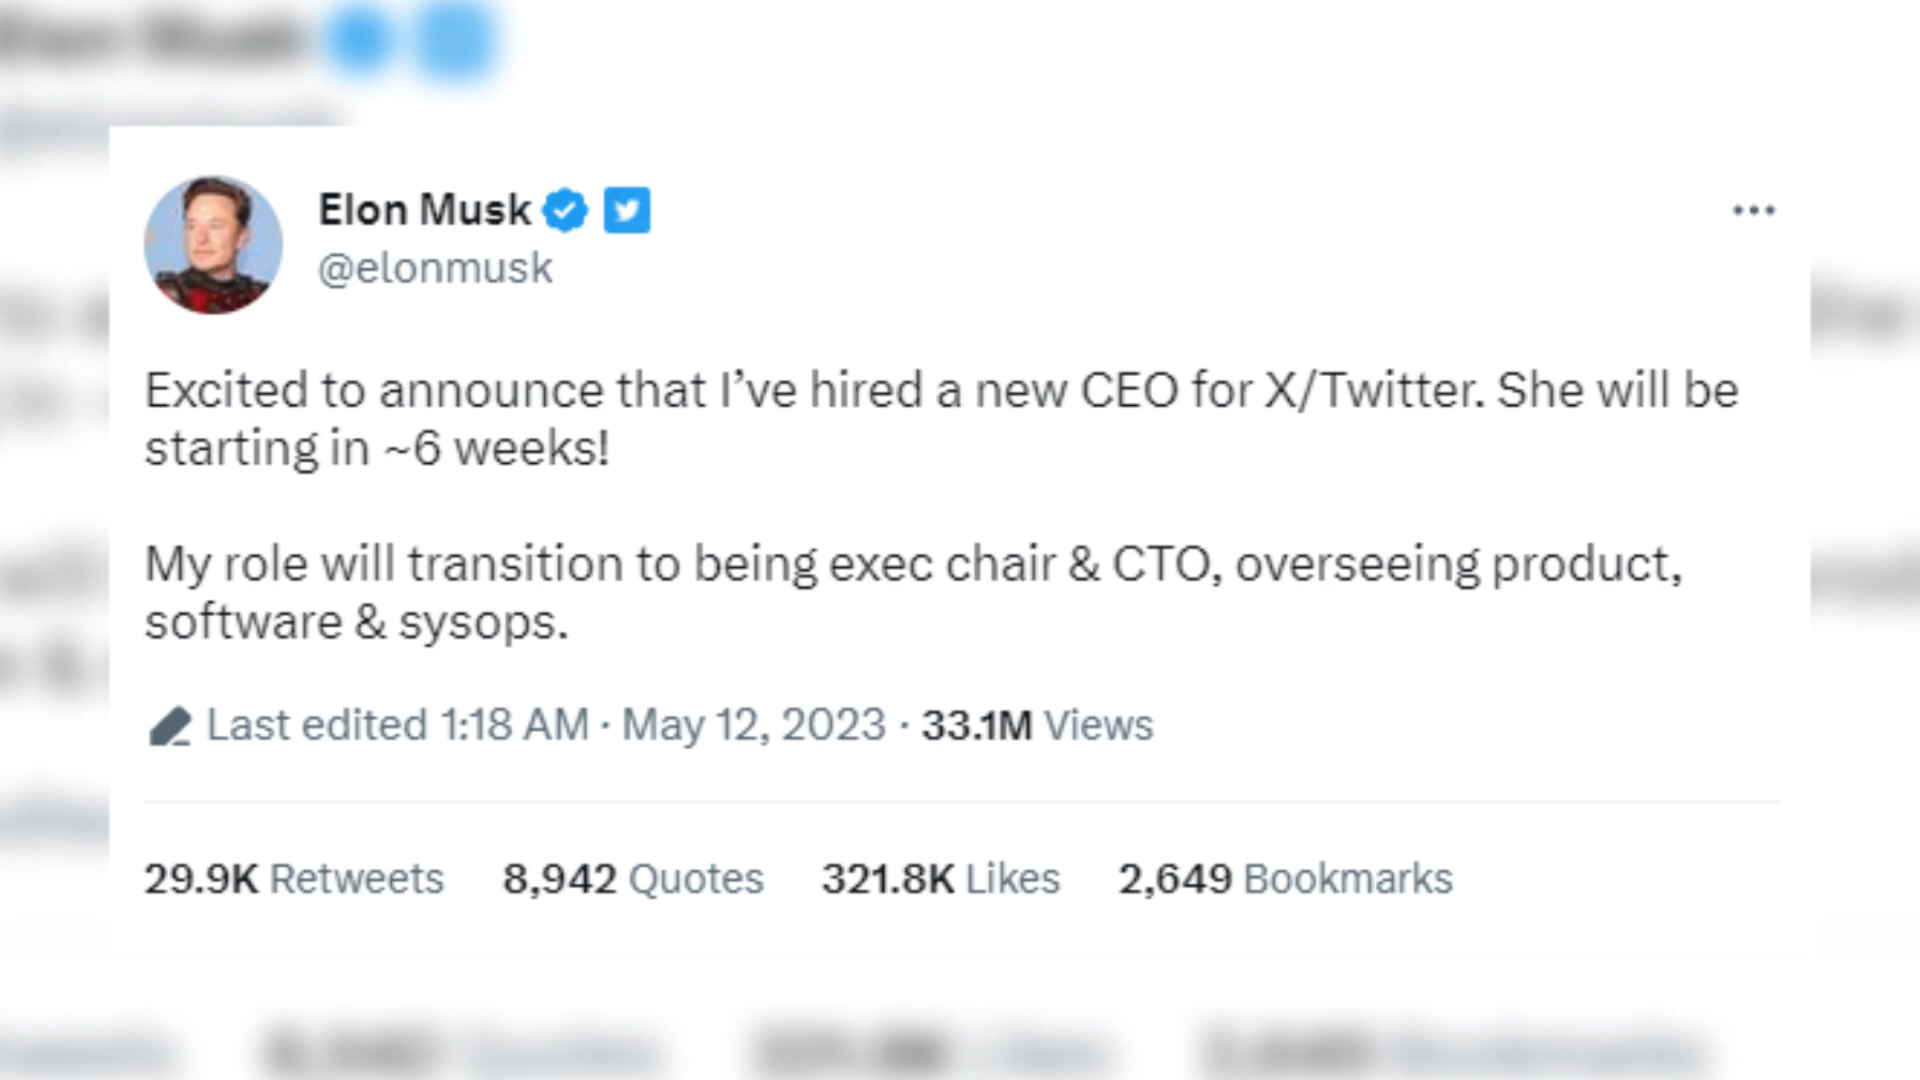 Elon Musk
@elonmusk
Excited to announce that I’ve hired a new CEO for X/Twitter. She will be
starting in ~6 weeks!
My role will transition to being exec chair & CTO, overseeing product,
software & sysops.
Last edited 1:18 AM · May 12, 2023 · 33.1M Views
29.9K Retweets 8,942 Quotes 321.8K Likes 2,649 Bookmarks